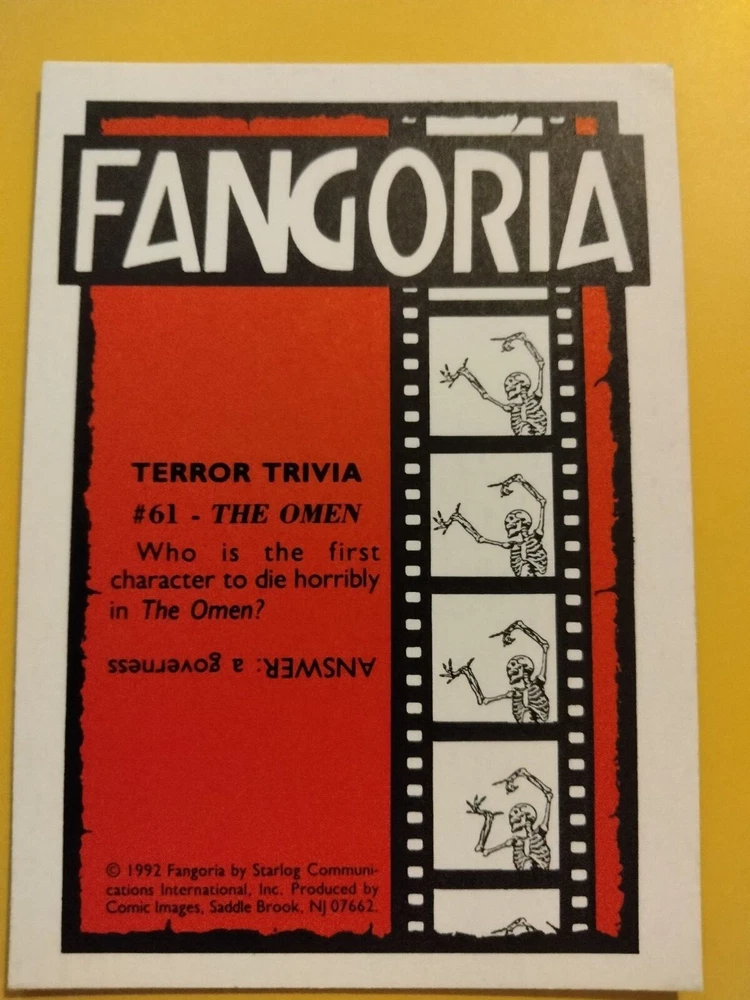 FANGORIA
TERROR TRIVIA
#61 - THE OMEN
Who is the first
character to die horribly
in The Omen?
ANSWER: a governess
© 1992 Fangoria by Starlog Communi-
cations International, Inc. Produced by
Comic Images, Saddle Brook, NJ 07662.